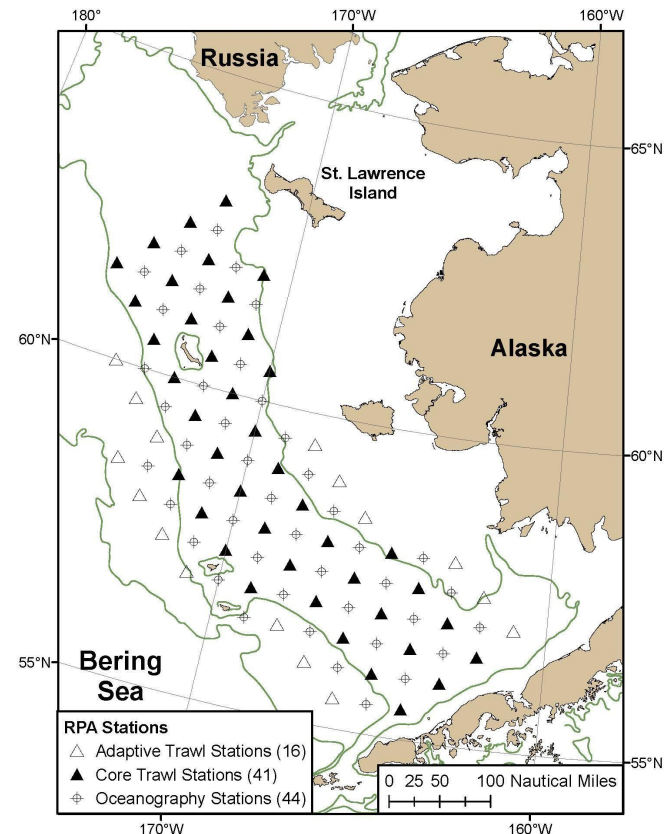 180°
170°W
160°W
Russia
65°N
St. Lawrence
Island
60°N
Alaska
60°N
55°N
Bering
Sea
RPA Stations
Adaptive Trawl Stations (16)
Core Trawl Stations (41)
Oceanography Stations (44)
0 25 50 100 Nautical Miles
55°N
170°W
160°W